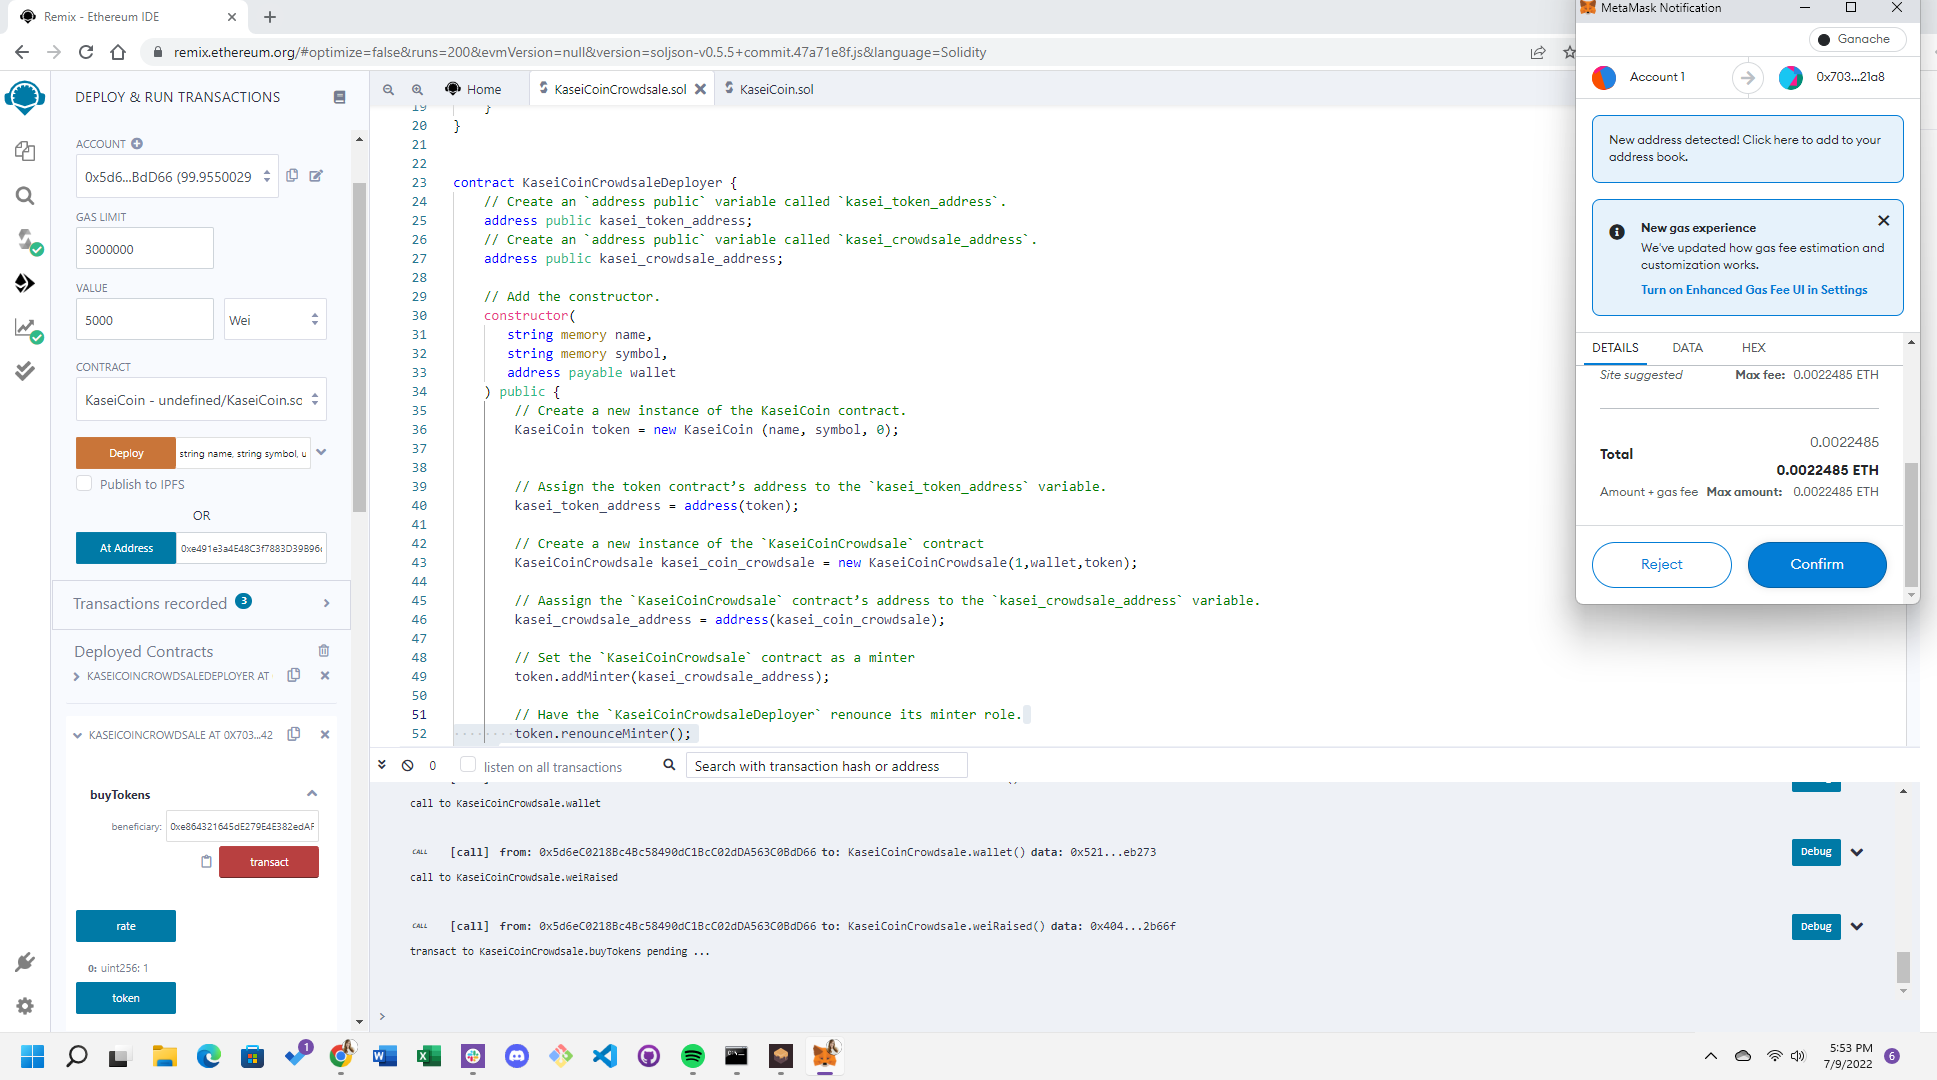 Remix - Ethereum IDE
remix.ethereum.org/#optimize=false&runs=200&evmVersion=null&version=soljson-v0.5.5+commit.47a71e8f.js&language=Solidity
DEPLOY & RUN TRANSACTIONS
ACCOUNT
0x5d6...BdD66 (99.9550029
GAS LIMIT
3000000
VALUE
5000
Wei
CONTRACT
KaseiCoin - undefined/KaseiCoin.sc
Deploy
string name, string symbol, u
Publish to IPFS
OR
At Address
0xe491e3a4E48C3f7883D39B96
Transactions recorded 3
Deployed Contracts
KASEICOINCROWDSALEDEPLOYER AT
KASEICOINCROWDSALE AT 0X703...42
buyTokens
beneficiary:
0xe864321645dE279E4E382edAF
transact
rate
0: uint256: 1
token
Home
KaseiCoinCrowdsale.sol
KaseiCoin.sol
19 }
20 }
21
22
23 contract KaseiCoinCrowdsaleDeployer {
24 // Create an `address public` variable called `kasei_token_address`.
25 address public kasei_token_address;
26 // Create an `address public` variable called `kasei_crowdsale_address`.
27 address public kasei_crowdsale_address;
28
29 // Add the constructor.
30 constructor(
31 string memory name,
32 string memory symbol,
33 address payable wallet
34 ) public {
35 // Create a new instance of the KaseiCoin contract.
36 KaseiCoin token = new KaseiCoin (name, symbol, 0);
37
38
39 // Assign the token contract’s address to the `kasei_token_address` variable.
40 kasei_token_address = address(token);
41
42 // Create a new instance of the `KaseiCoinCrowdsale` contract
43 KaseiCoinCrowdsale kasei_coin_crowdsale = new KaseiCoinCrowdsale(1,wallet,token);
44
45 // Aassign the `KaseiCoinCrowdsale` contract’s address to the `kasei_crowdsale_address` variable.
46 kasei_crowdsale_address = address(kasei_coin_crowdsale);
47
48 // Set the `KaseiCoinCrowdsale` contract as a minter
49 token.addMinter(kasei_crowdsale_address);
50
51 // Have the `KaseiCoinCrowdsaleDeployer` renounce its minter role.
52 token.renounceMinter();
0
listen on all transactions
Search with transaction hash or address
call to KaseiCoinCrowdsale.wallet
CALL [call] from: 0x5d6eC0218Bc4Bc58490dC1BcC02dDA563C0BdD66 to: KaseiCoinCrowdsale.wallet() data: 0x521...eb273
Debug
call to KaseiCoinCrowdsale.weiRaised
CALL [call] from: 0x5d6eC0218Bc4Bc58490dC1BcC02dDA563C0BdD66 to: KaseiCoinCrowdsale.weiRaised() data: 0x404...2b66f
Debug
transact to KaseiCoinCrowdsale.buyTokens pending ...
>
MetaMask Notification
Ganache
Account 1
0x703...21a8
New address detected! Click here to add to your
address book.
New gas experience
We've updated how gas fee estimation and
customization works.
Turn on Enhanced Gas Fee UI in Settings
DETAILS
DATA
HEX
Site suggested
Max fee: 0.0022485 ETH
0.0022485
Total
0.0022485 ETH
Amount + gas fee Max amount: 0.0022485 ETH
Reject
Confirm
1
5:53 PM
7/9/2022
6